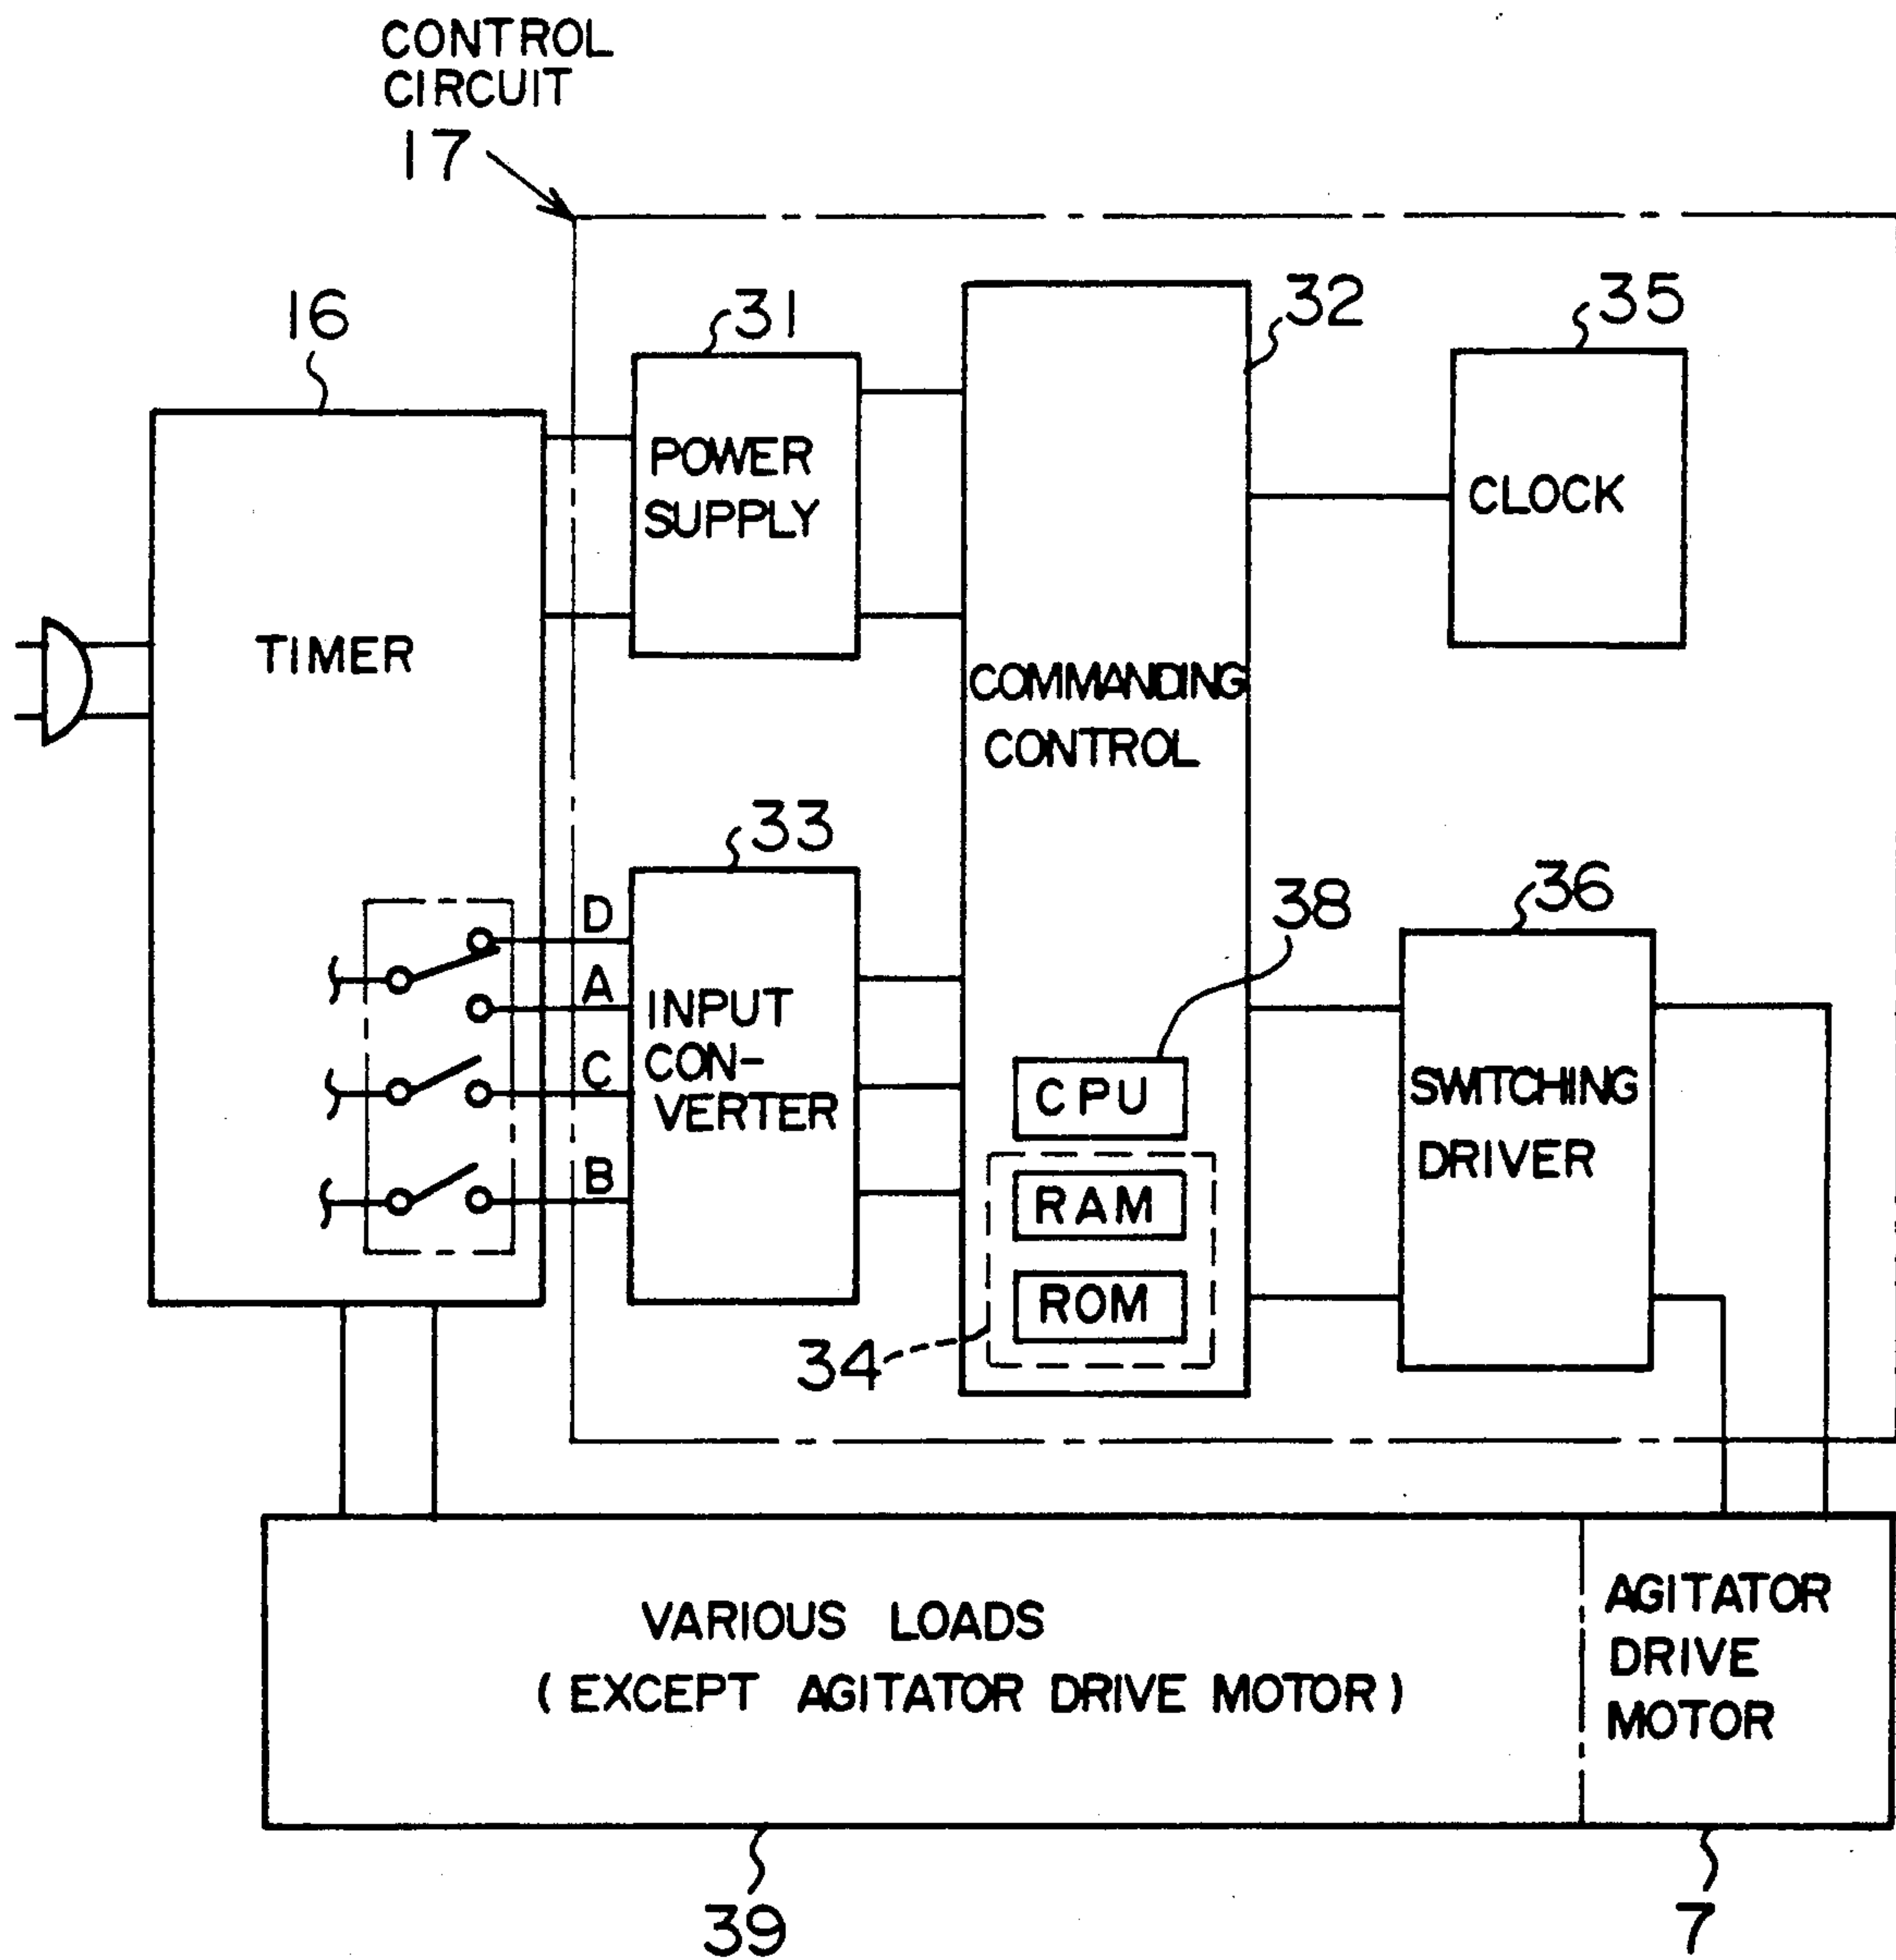 CONTROL
CIRCUIT
17
16
31
32
35
POWER
SUPPLY
CLOCK
TIMER
COMMANDING
CONTROL
33
38
36
D
A
C
B
INPUT
CON-
VERTER
CPU
RAM
ROM
34
SWITCHING
DRIVER
VARIOUS LOADS
(EXCEPT AGITATOR DRIVE MOTOR)
AGITATOR
DRIVE
MOTOR
39
7